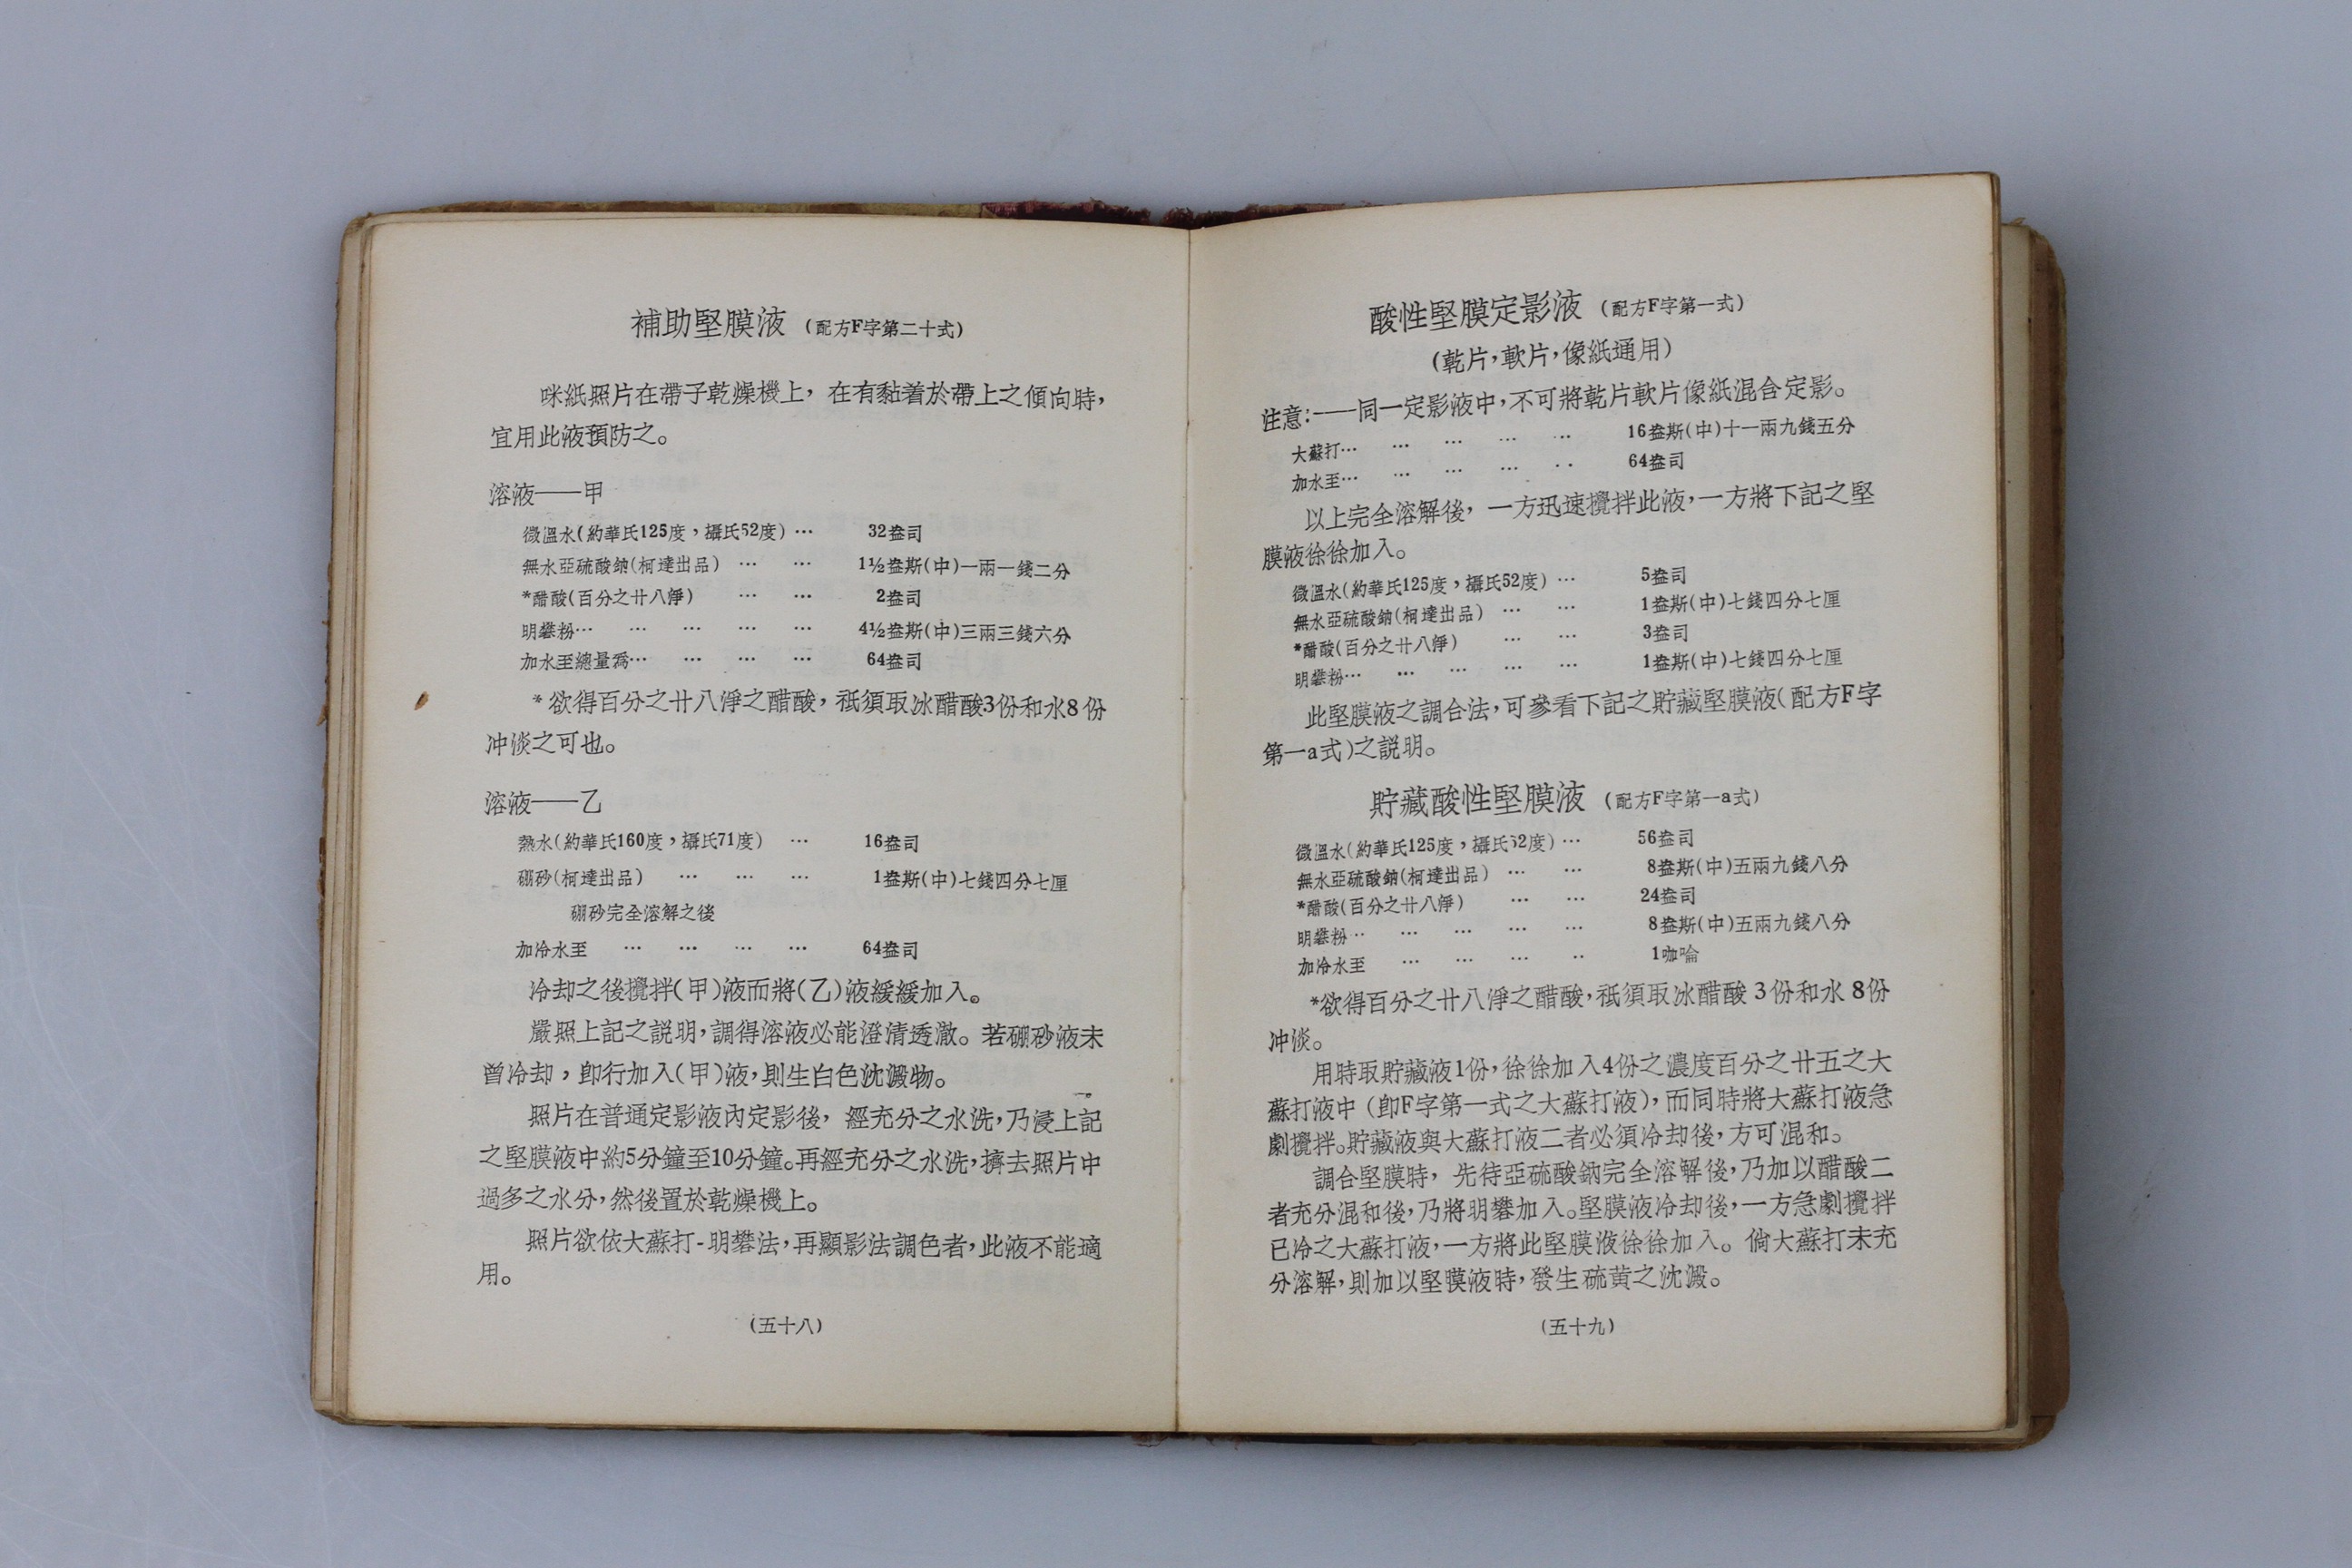 補助堅膜液 (配方F字第二十式)
咪紙照片在帶子乾燥機上，在有黏着於帶上之傾向時，
宜用此液預防之。
溶液——甲
微溫水(約華氏125度，攝氏52度) … 32盎司
無水亞硫酸鈉(柯達出品) … … 1½盎斯(中)一兩一錢二分
*醋酸(百分之廿八淨) … … 2盎司
明礬粉… … … … … 4½盎斯(中)三兩三錢六分
加水至總量爲… … … … 64盎司
*欲得百分之廿八淨之醋酸，祇須取冰醋酸3份和水8份
冲淡之可也。
溶液——乙
熱水(約華氏160度，攝氏71度) … 16盎司
硼砂(柯達出品) … … … 1盎斯(中)七錢四分七厘
硼砂完全溶解之後
加冷水至 … … … … 64盎司
冷却之後攪拌(甲)液而將(乙)液緩緩加入。
嚴照上記之説明，調得溶液必能澄清透澈。若硼砂液未
曾冷却，卽行加入(甲)液，則生白色沈澱物。
照片在普通定影液內定影後，經充分之水洗，乃浸上記
之堅膜液中約5分鐘至10分鐘。再經充分之水洗，擠去照片中
過多之水分，然後置於乾燥機上。
照片欲依大蘇打-明礬法，再顯影法調色者，此液不能適
用。
(五十八)
酸性堅膜定影液 (配方F字第一式)
(乾片，軟片，像紙通用)
注意：——同一定影液中，不可將乾片軟片像紙混合定影。
大蘇打… … … … … 16盎斯(中)十一兩九錢五分
加水至… … … … … 64盎司
以上完全溶解後，一方迅速攪拌此液，一方將下記之堅
膜液徐徐加入。
微溫水(約華氏125度，攝氏52度) … 5盎司
無水亞硫酸鈉(柯達出品) … … 1盎斯(中)七錢四分七厘
*醋酸(百分之廿八淨) … … 3盎司
明礬粉… … … … … 1盎斯(中)七錢四分七厘
此堅膜液之調合法，可參看下記之貯藏堅膜液(配方F字
第一a式)之説明。
貯藏酸性堅膜液 (配方F字第一a式)
微溫水(約華氏125度，攝氏52度) … 56盎司
無水亞硫酸鈉(柯達出品) … … 8盎斯(中)五兩九錢八分
*醋酸(百分之廿八淨) … … 24盎司
明礬粉… … … … … 8盎斯(中)五兩九錢八分
加冷水至 … … … … 1咖喻
*欲得百分之廿八淨之醋酸，祇須取冰醋酸 3份和水 8份
冲淡。
用時取貯藏液1份，徐徐加入4份之濃度百分之廿五之大
蘇打液中 (卽F字第一式之大蘇打液)，而同時將大蘇打液急
劇攪拌。貯藏液與大蘇打液二者必須冷却後，方可混和。
調合堅膜時，先待亞硫酸鈉完全溶解後，乃加以醋酸二
者充分混和後，乃將明礬加入。堅膜液冷却後，一方急劇攪拌
已冷之大蘇打液，一方將此堅膜液徐徐加入。倘大蘇打未充
分溶解，則加以堅膜液時，發生硫黄之沈澱。
(五十九)